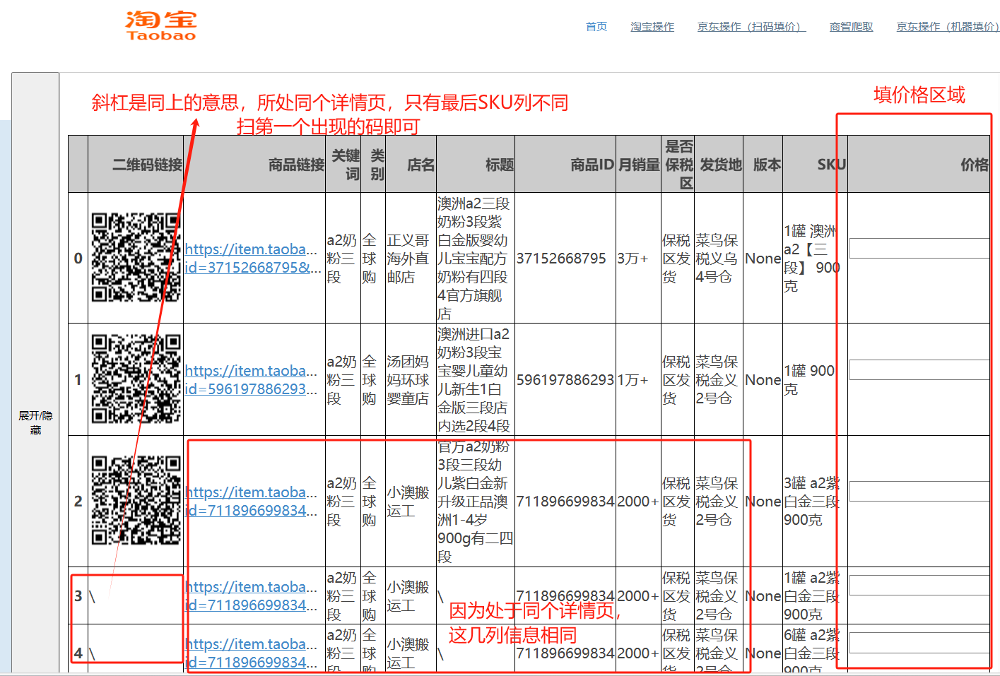 淘宝
Taobao
首页 淘宝操作 京东操作（扫码填价） 商智爬取 京东操作（机器填价）
斜杠是同上的意思，所处同个详情页，只有最后SKU列不同
扫第一个出现的码即可
填价格区域
展开/隐
藏
二维码链接 商品链接 关键词 类别 店名 标题 商品ID 月销量 是否保税区 发货地 版本 SKU 价格
0 https://item.taoba... id=37152668795&... a2奶粉三段 全球购 正义哥海外直邮店 澳洲a2三段奶粉3段紫白金版婴幼儿宝宝配方奶粉有四段4官方旗舰店 37152668795 3万+ 保税区发货 菜鸟保税义乌4号仓 None 1罐 澳洲a2【三段】 900克
1 https://item.taoba... id=596197886293... a2奶粉三段 全球购 汤团妈妈环球婴童店 澳洲进口a2奶粉3段宝宝婴儿童幼儿新生1白金版三段店内选2段4段 596197886293 1万+ 保税区发货 菜鸟保税金义2号仓 None 1罐 900克
2 https://item.taoba... id=711896699834... a2奶粉三段 全球购 小澳搬运工 官方a2奶粉3段三段幼儿紫白金新升级正品澳洲1-4岁900g有二四段 711896699834 2000+ 保税区发货 菜鸟保税金义2号仓 None 3罐 a2紫白金三段900克
3 \ https://item.taoba... id=711896699834... a2奶粉三段 全球购 小澳搬运工 \ 711896699834 2000+ 保税区发货 菜鸟保税金义2号仓 None 1罐 a2紫白金三段900克
因为处于同个详情页，
这几列信息相同
4 \ https://item.taoba... id=711896699834... a2奶粉三段 全球购 小澳搬运工 \ 711896699834 2000+ 保税区发货 菜鸟保税金义2号仓 None 6罐 a2紫白金三段900克